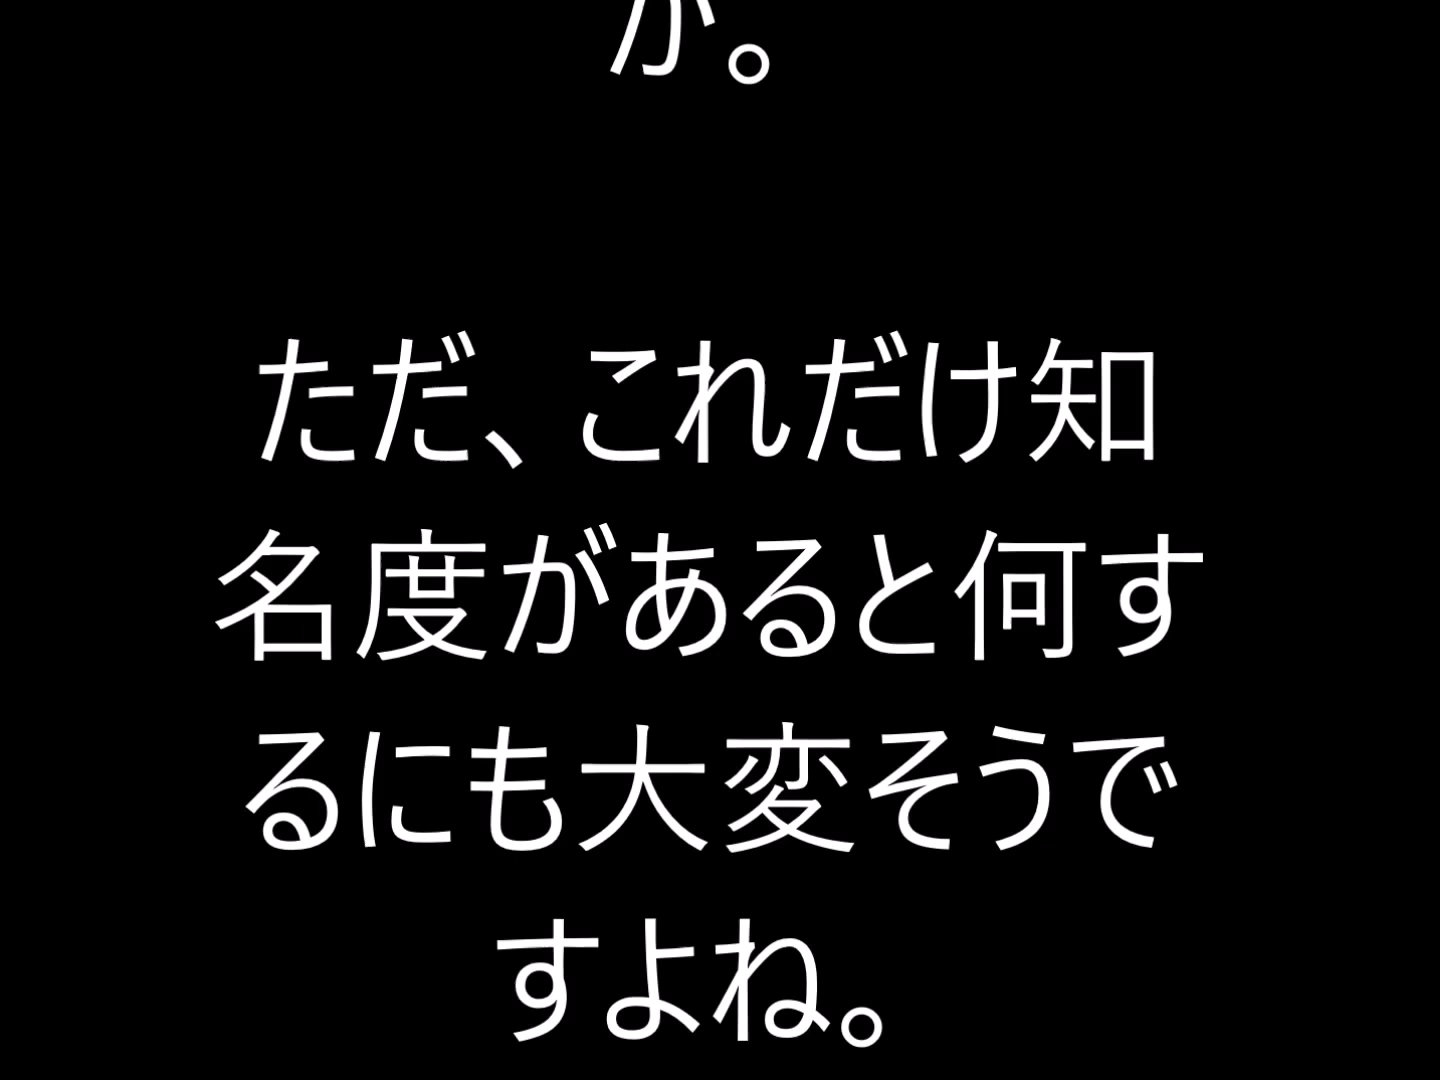 か。
ただ、これだけ知
名度があると何す
るにも大変そうで
すよね。